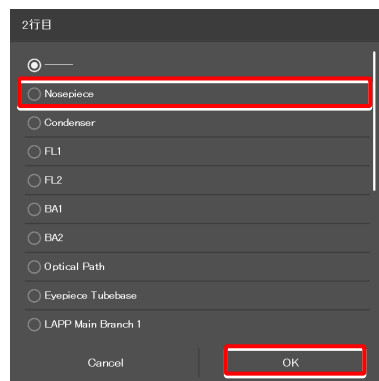 2行目
———
Nosepiece
Condenser
FL1
FL2
BA1
BA2
Optical Path
Eyepiece Tubebase
LAPP Main Branch 1
Cancel OK